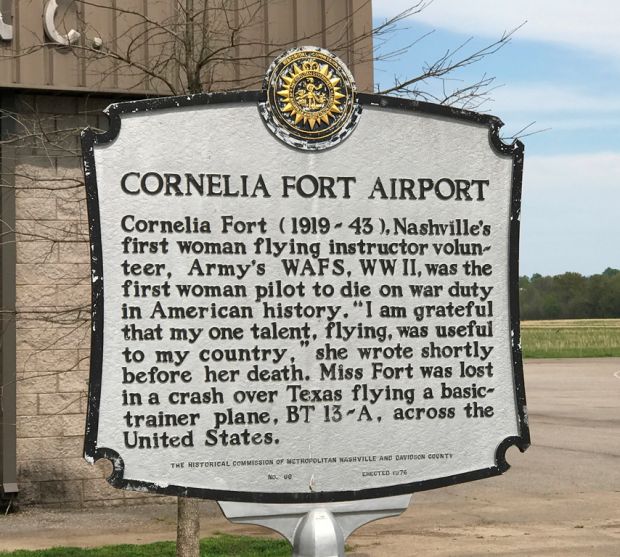 C.
CORNELIA FORT AIRPORT
Cornelia Fort (1919-43), Nashville's
first woman flying instructor volun-
teer, Army's WAFS, WW II, was the
first woman pilot to die on war duty
in American history. "I am grateful
that my one talent, flying, was useful
to my country," she wrote shortly
before her death. Miss Fort was lost
in a crash over Texas flying a basic-
trainer plane, BT 13-A, across the
United States.
THE HISTORICAL COMMISSION OF METROPOLITAN NASHVILLE AND DAVIDSON COUNTY
NO. ERECTED 1976